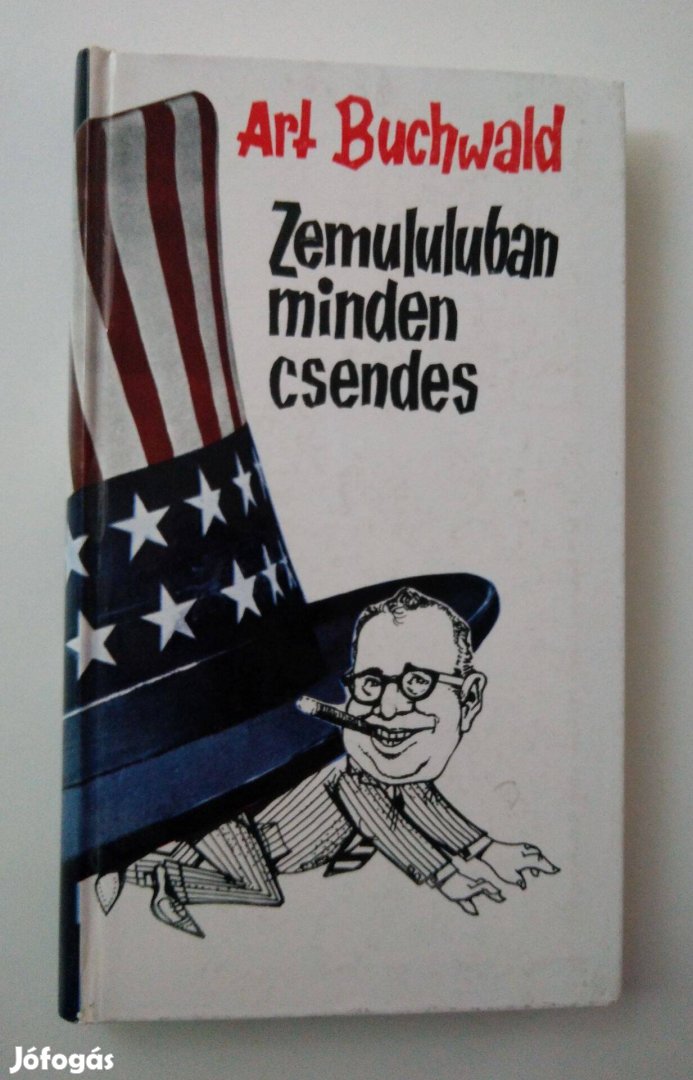 Art Buchwald
Zemululuban
minden
csendes
Jófogás